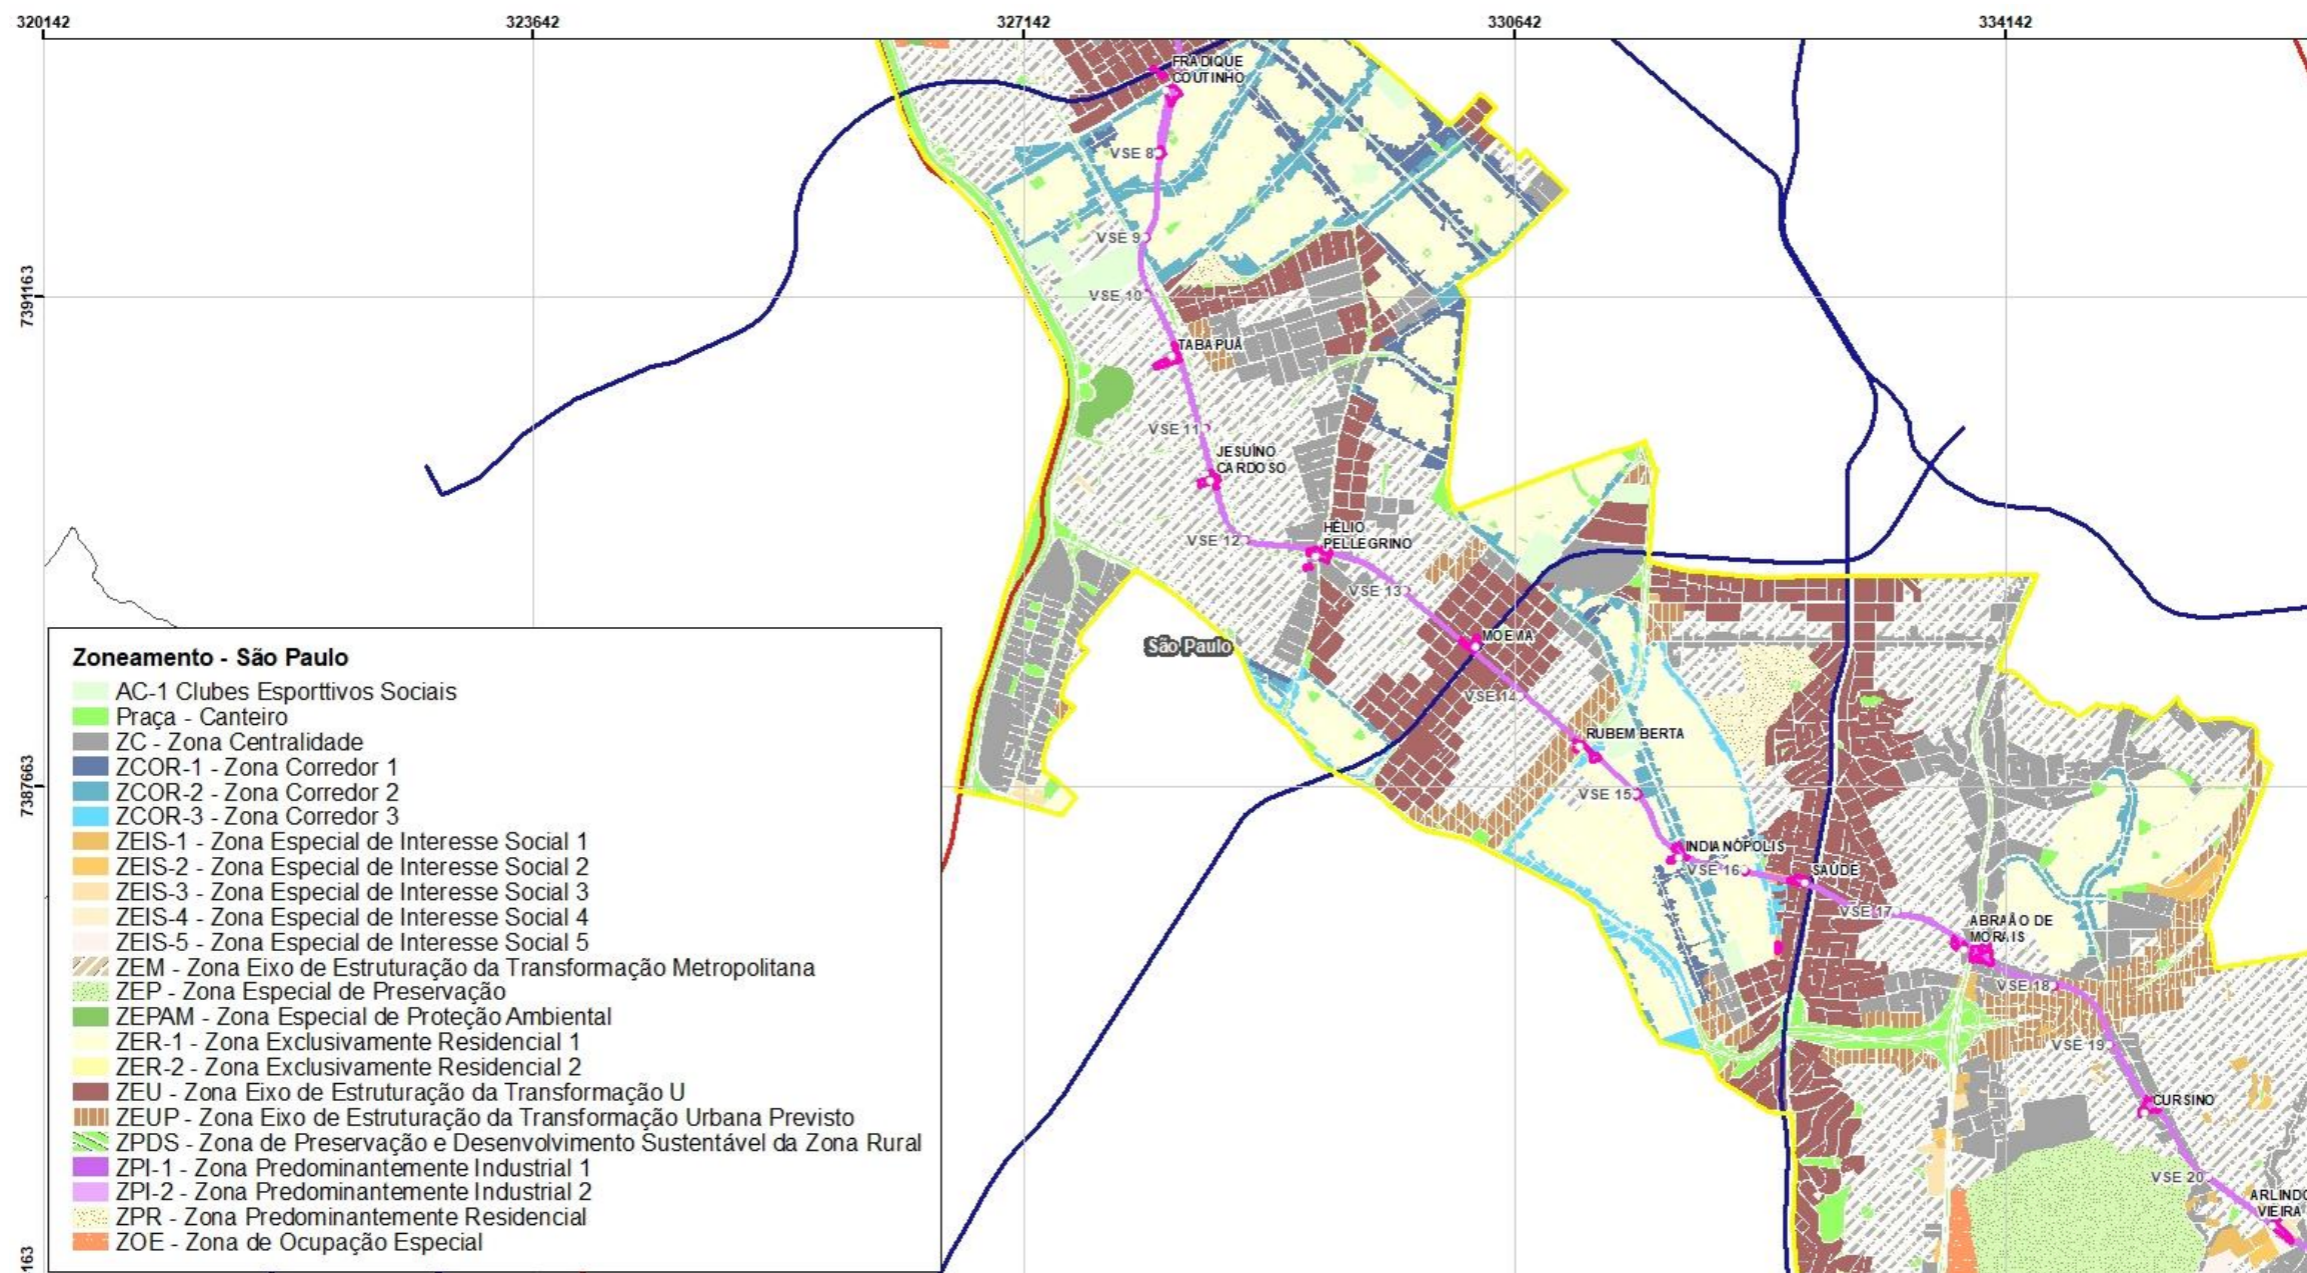 320142
323642
327142
330642
334142
FRADIQUE
COUTINHO
VSE 8
VSE 9
7391163
VSE 10
TABAPUÃ
VSE 11
JESUÍNO
CARDOSO
VSE 12
HÉLIO
PELLEGRINO
VSE 13
São Paulo
MOEMA
VSE 14
RUBEM BERTA
7387663
VSE 15
INDIANÓPOLIS
VSE 16
SAÚDE
VSE 17
ABRAÃO DE
MORAIS
VSE 18
VSE 19
CURSINO
VSE 20
ARLINDO
VIEIRA
163
Zoneamento - São Paulo
AC-1 Clubes Esporttivos Sociais
Praça - Canteiro
ZC - Zona Centralidade
ZCOR-1 - Zona Corredor 1
ZCOR-2 - Zona Corredor 2
ZCOR-3 - Zona Corredor 3
ZEIS-1 - Zona Especial de Interesse Social 1
ZEIS-2 - Zona Especial de Interesse Social 2
ZEIS-3 - Zona Especial de Interesse Social 3
ZEIS-4 - Zona Especial de Interesse Social 4
ZEIS-5 - Zona Especial de Interesse Social 5
ZEM - Zona Eixo de Estruturação da Transformação Metropolitana
ZEP - Zona Especial de Preservação
ZEPAM - Zona Especial de Proteção Ambiental
ZER-1 - Zona Exclusivamente Residencial 1
ZER-2 - Zona Exclusivamente Residencial 2
ZEU - Zona Eixo de Estruturação da Transformação U
ZEUP - Zona Eixo de Estruturação da Transformação Urbana Previsto
ZPDS - Zona de Preservação e Desenvolvimento Sustentável da Zona Rural
ZPI-1 - Zona Predominantemente Industrial 1
ZPI-2 - Zona Predominantemente Industrial 2
ZPR - Zona Predominantemente Residencial
ZOE - Zona de Ocupação Especial